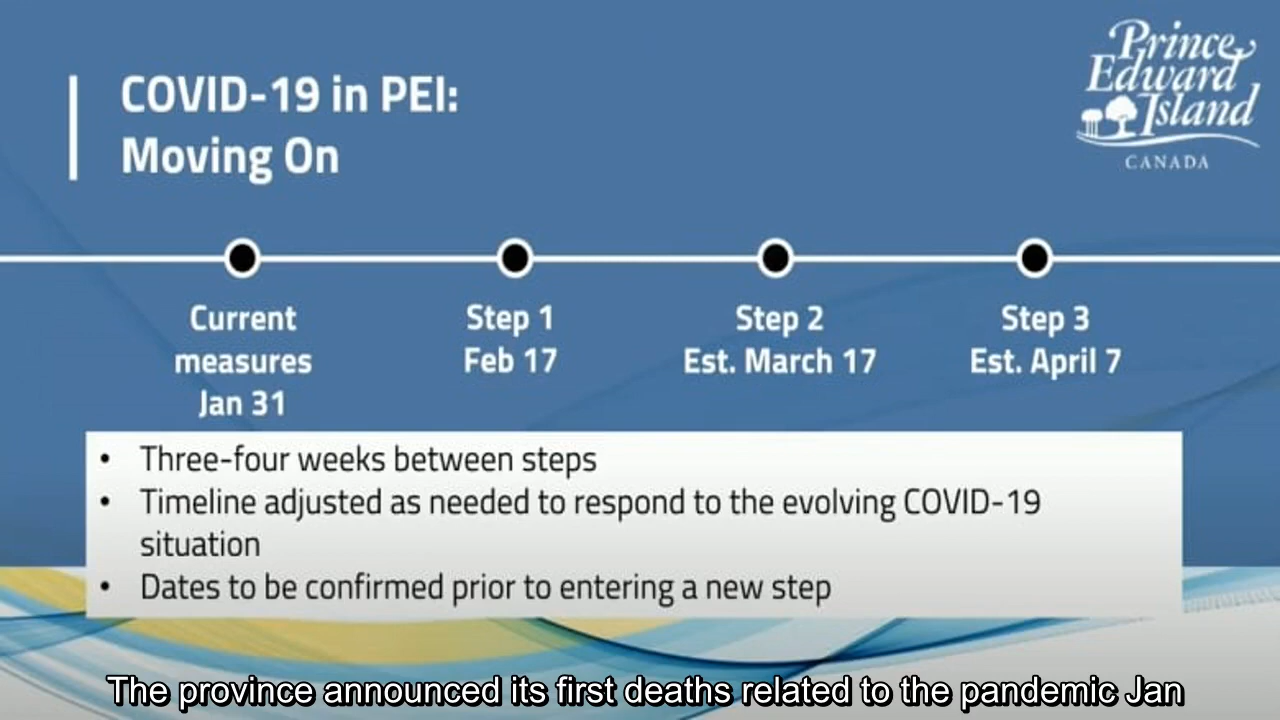 COVID-19 in PEI:
Moving On
Prince
Edward
Island
CANADA
Current
measures
Jan 31
Step 1
Feb 17
Step 2
Est. March 17
Step 3
Est. April 7
• Three-four weeks between steps
• Timeline adjusted as needed to respond to the evolving COVID-19
situation
• Dates to be confirmed prior to entering a new step
The province announced its first deaths related to the pandemic Jan